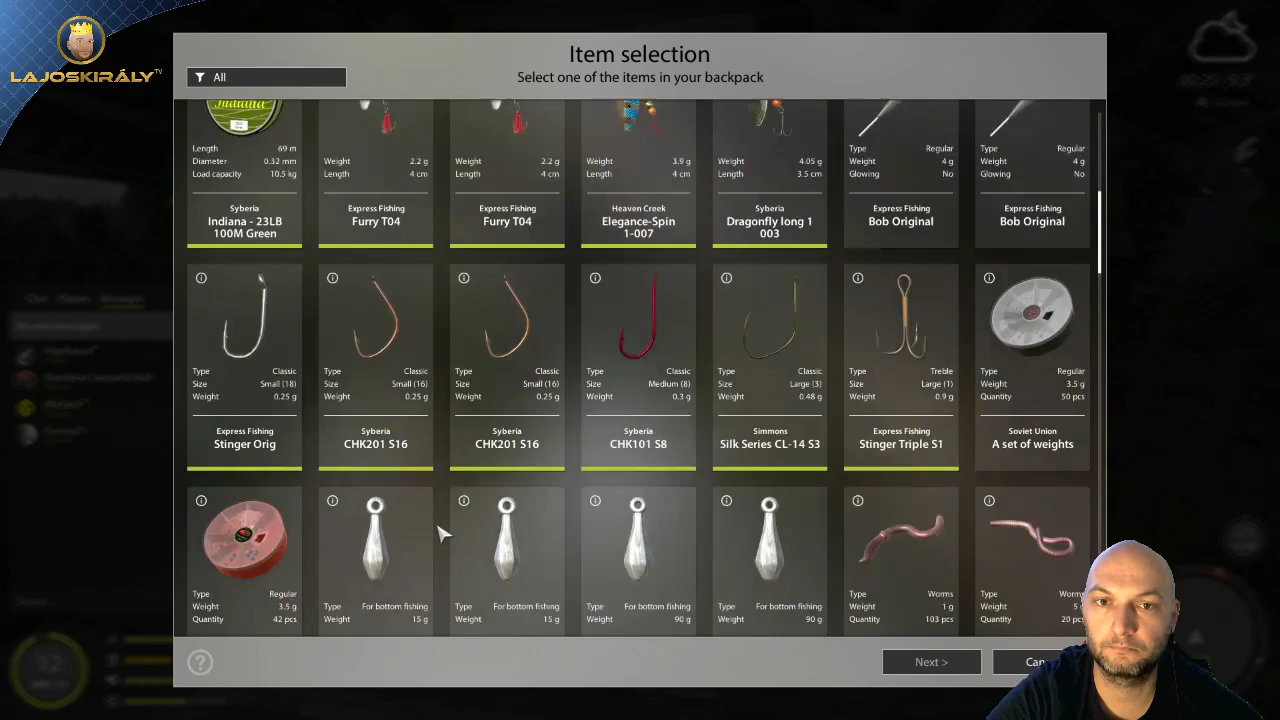 LAJOSKIRÁLY TV
Item selection
All
Select one of the items in your backpack
Indiana
Length 69 m
Diameter 0.32 mm
Load capacity 10.5 kg
Syberia
Indiana - 23LB
100M Green
Weight 2.2 g
Length 4 cm
Express Fishing
Furry T04
Weight 2.2 g
Length 4 cm
Express Fishing
Furry T04
Weight 3.9 g
Length 4 cm
Heaven Creek
Elegance-Spin
1-007
Weight 4.05 g
Length 3.5 cm
Syberia
Dragonfly long 1
003
Type Regular
Weight 4 g
Glowing No
Express Fishing
Bob Original
Type Regular
Weight 4 g
Glowing No
Express Fishing
Bob Original
Type Classic
Size Small (18)
Weight 0.25 g
Express Fishing
Stinger Orig
Type Classic
Size Small (16)
Weight 0.25 g
Syberia
CHK201 S16
Type Classic
Size Small (16)
Weight 0.25 g
Syberia
CHK201 S16
Type Classic
Size Medium (8)
Weight 0.3 g
Syberia
CHK101 S8
Type Classic
Size Large (3)
Weight 0.48 g
Simmons
Silk Series CL-14 S3
Type Treble
Size Large (1)
Weight 0.9 g
Express Fishing
Stinger Triple S1
Type Regular
Weight 3.5 g
Quantity 50 pcs
Soviet Union
A set of weights
Type Regular
Weight 3.5 g
Quantity 42 pcs
Type For bottom fishing
Weight 15 g
Type For bottom fishing
Weight 15 g
Type For bottom fishing
Weight 90 g
Type For bottom fishing
Weight 90 g
Type Worms
Weight 1 g
Quantity 103 pcs
Type Worms
Weight 5
Quantity 20 pcs
?
Next >
Can